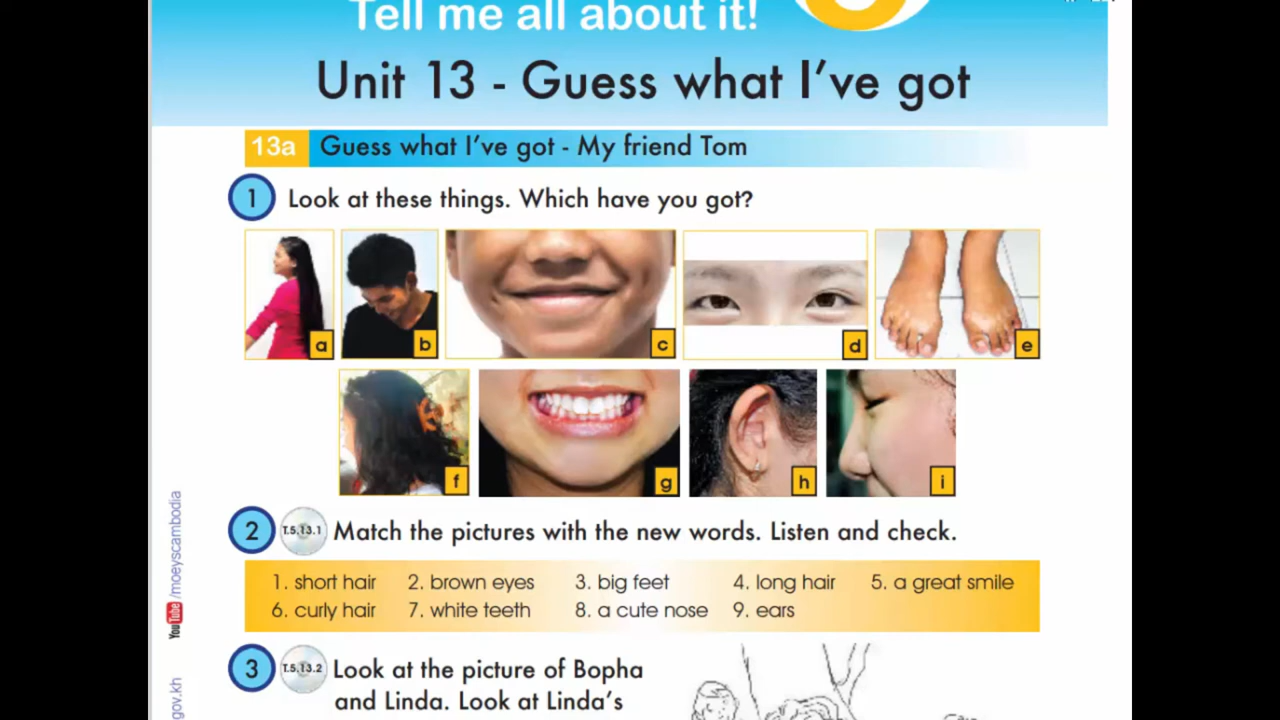 Tell me all about it!
Unit 13 - Guess what I've got
13a Guess what I've got - My friend Tom
1 Look at these things. Which have you got?
a b c d e
f g h i
2 T.5.13.1 Match the pictures with the new words. Listen and check.
1. short hair 2. brown eyes 3. big feet 4. long hair 5. a great smile
6. curly hair 7. white teeth 8. a cute nose 9. ears
3 T.5.13.2 Look at the picture of Bopha
and Linda. Look at Linda's
YouTube /moeyscambodia
gov.kh